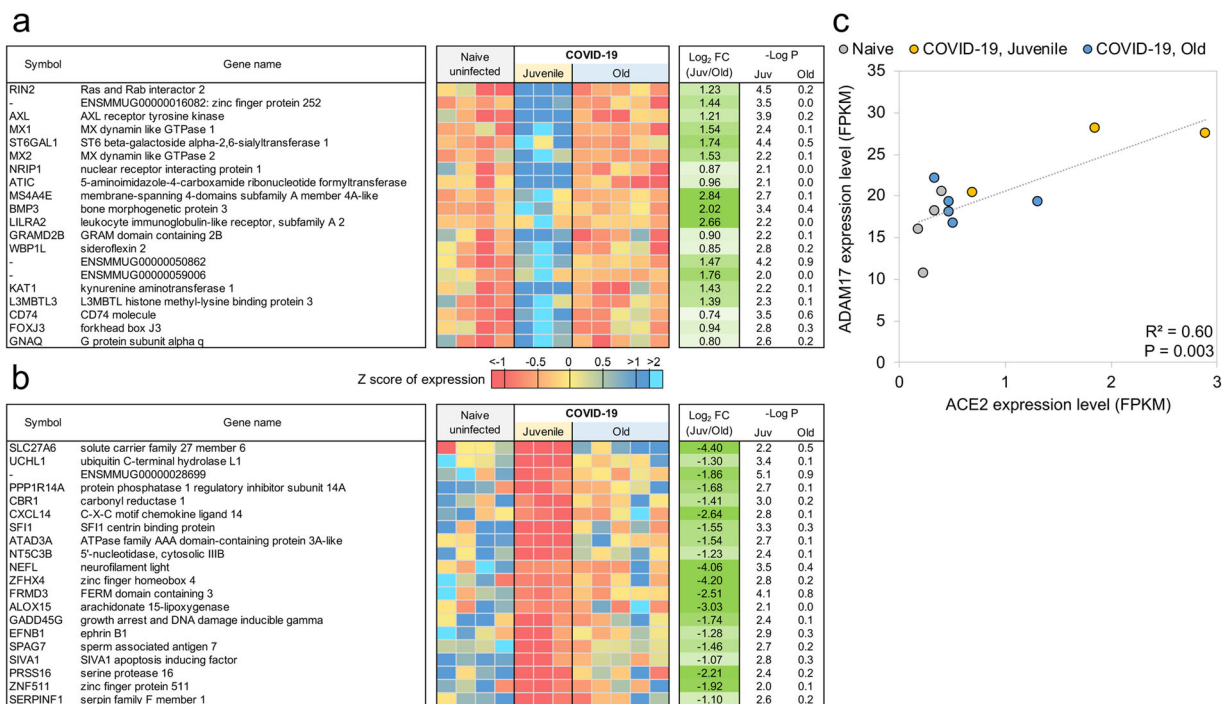 a
Symbol Gene name Naive uninfected COVID-19 Juvenile Old Log2 FC (Juv/Old) -Log P Juv Old
RIN2 Ras and Rab interactor 2 1.23 4.5 0.2
- ENSMMUG00000016082: zinc finger protein 252 1.44 3.5 0.0
AXL AXL receptor tyrosine kinase 1.21 3.9 0.2
MX1 MX dynamin like GTPase 1 1.54 2.4 0.1
ST6GAL1 ST6 beta-galactoside alpha-2,6-sialyltransferase 1 1.74 4.4 0.5
MX2 MX dynamin like GTPase 2 1.53 2.2 0.1
NRIP1 nuclear receptor interacting protein 1 0.87 2.1 0.0
ATIC 5-aminoimidazole-4-carboxamide ribonucleotide formyltransferase 0.96 2.1 0.0
MS4A4E membrane-spanning 4-domains subfamily A member 4A-like 2.84 2.7 0.1
BMP3 bone morphogenetic protein 3 2.02 3.4 0.4
LILRA2 leukocyte immunoglobulin-like receptor, subfamily A 2 2.66 2.2 0.0
GRAMD2B GRAM domain containing 2B 0.90 2.2 0.1
WBP1L sideroflexin 2 0.85 2.8 0.2
- ENSMMUG00000050862 1.47 4.2 0.9
- ENSMMUG00000059006 1.76 2.0 0.0
KAT1 kynurenine aminotransferase 1 1.43 2.2 0.1
L3MBTL3 L3MBTL histone methyl-lysine binding protein 3 1.39 2.3 0.1
CD74 CD74 molecule 0.74 3.5 0.6
FOXJ3 forkhead box J3 0.94 2.8 0.3
GNAQ G protein subunit alpha q 0.80 2.6 0.2
Z score of expression <-1 -0.5 0 0.5 >1 >2
b
Symbol Gene name Naive uninfected COVID-19 Juvenile Old Log2 FC (Juv/Old) -Log P Juv Old
SLC27A6 solute carrier family 27 member 6 -4.40 2.2 0.5
UCHL1 ubiquitin C-terminal hydrolase L1 -1.30 3.4 0.1
- ENSMMUG00000028699 -1.86 5.1 0.9
PPP1R14A protein phosphatase 1 regulatory inhibitor subunit 14A -1.68 2.7 0.1
CBR1 carbonyl reductase 1 -1.41 3.0 0.2
CXCL14 C-X-C motif chemokine ligand 14 -2.64 2.8 0.1
SFI1 SFI1 centrin binding protein -1.55 3.3 0.3
ATAD3A ATPase family AAA domain-containing protein 3A-like -1.54 2.7 0.1
NT5C3B 5'-nucleotidase, cytosolic IIIB -1.23 2.4 0.1
NEFL neurofilament light -4.06 3.5 0.4
ZFHX4 zinc finger homeobox 4 -4.20 2.8 0.2
FRMD3 FERM domain containing 3 -2.51 4.1 0.8
ALOX15 arachidonate 15-lipoxygenase -3.03 2.1 0.0
GADD45G growth arrest and DNA damage inducible gamma -1.74 2.4 0.1
EFNB1 ephrin B1 -1.28 2.9 0.3
SPAG7 sperm associated antigen 7 -1.46 2.7 0.2
SIVA1 SIVA1 apoptosis inducing factor -1.07 2.8 0.3
PRSS16 serine protease 16 -2.21 2.4 0.2
ZNF511 zinc finger protein 511 -1.92 2.0 0.1
SERPINF1 serpin family F member 1 -1.10 2.6 0.2
c
Naive COVID-19, Juvenile COVID-19, Old
ADAM17 expression level (FPKM)
35
30
25
20
15
10
5
0
R² = 0.60
P = 0.003
0 1 2 3
ACE2 expression level (FPKM)